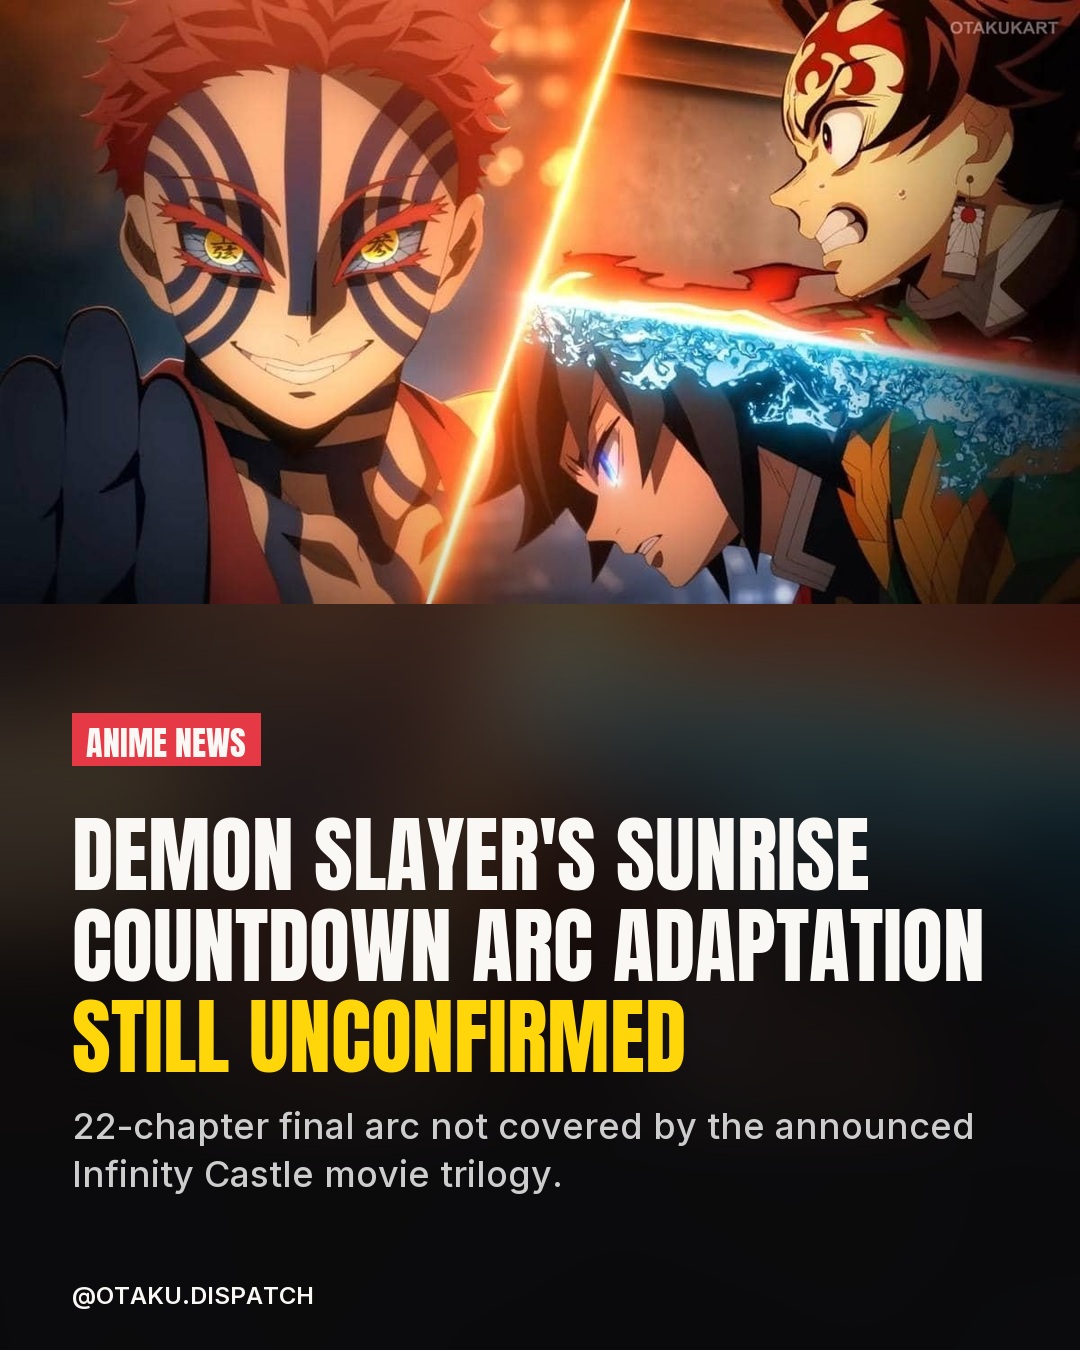 OTAKUKART
ANIME NEWS
DEMON SLAYER'S SUNRISE
COUNTDOWN ARC ADAPTATION
STILL UNCONFIRMED
22-chapter final arc not covered by the announced
Infinity Castle movie trilogy.
@OTAKU.DISPATCH